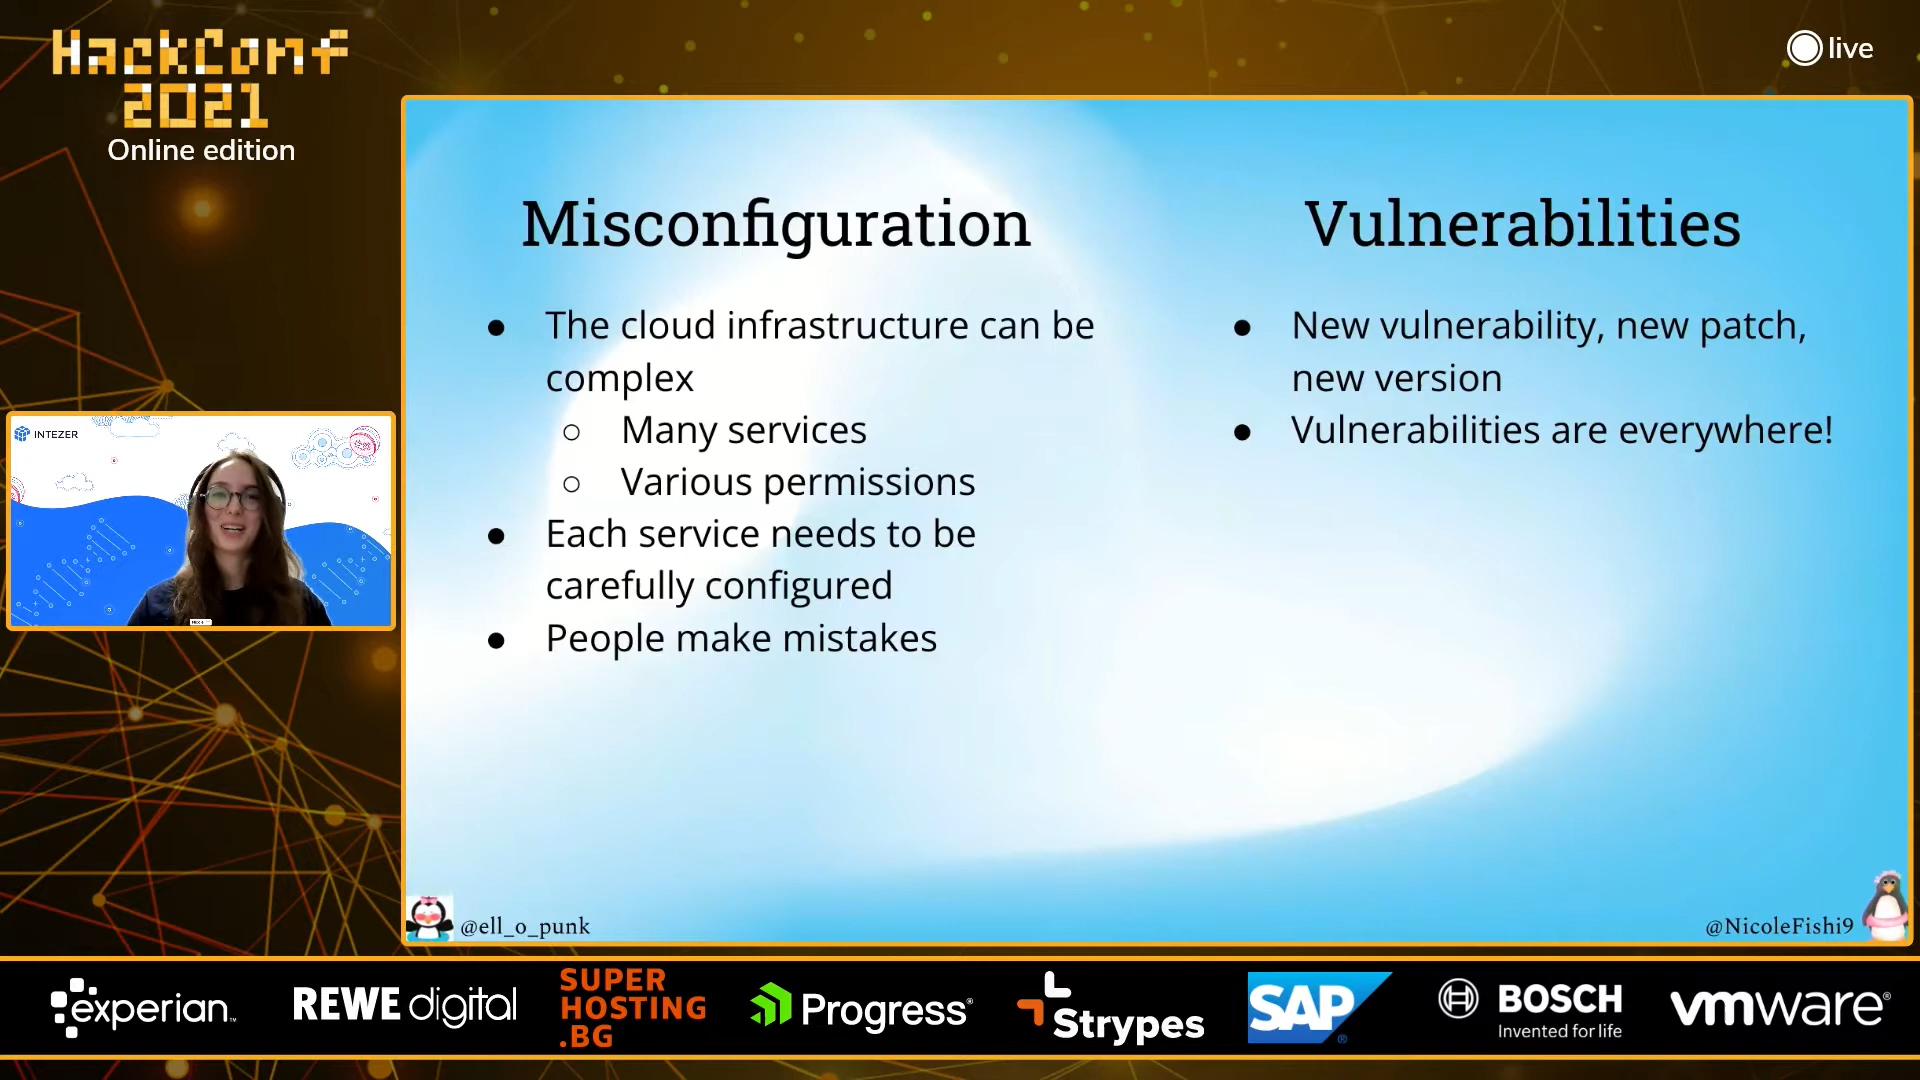 HackConf
2021
Online edition
live
INTEZER
Misconfiguration
● The cloud infrastructure can be
complex
○ Many services
○ Various permissions
● Each service needs to be
carefully configured
● People make mistakes
Vulnerabilities
● New vulnerability, new patch,
new version
● Vulnerabilities are everywhere!
@ell_o_punk
@NicoleFishi9
experian™
REWE digital
SUPER
HOSTING
.BG
Progress®
Strypes
SAP®
BOSCH
Invented for life
vmware®